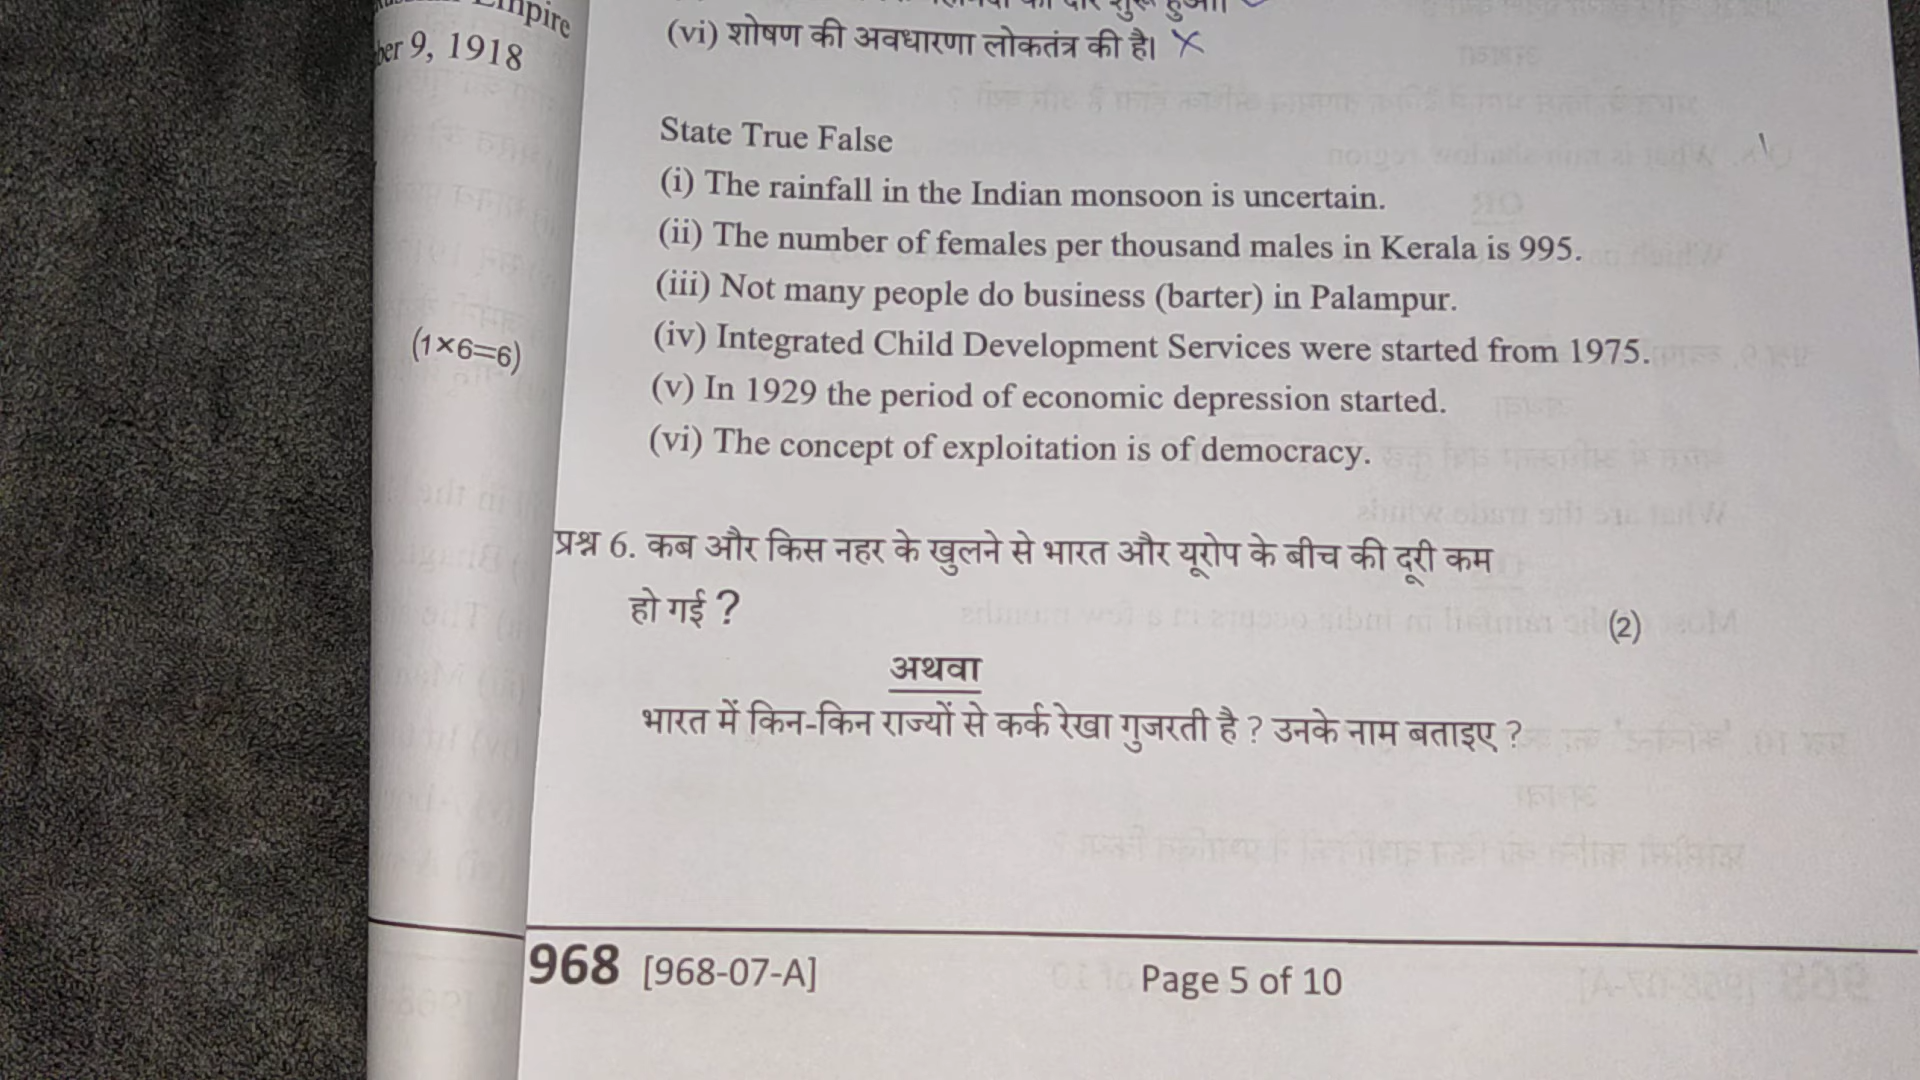 Empire
ber 9, 1918
(1×6=6)
की दौर शुरू हुआ।
(vi) शोषण की अवधारणा लोकतंत्र की है। ×
State True False
(i) The rainfall in the Indian monsoon is uncertain.
(ii) The number of females per thousand males in Kerala is 995.
(iii) Not many people do business (barter) in Palampur.
(iv) Integrated Child Development Services were started from 1975.
(v) In 1929 the period of economic depression started.
(vi) The concept of exploitation is of democracy.
प्रश्न 6. कब और किस नहर के खुलने से भारत और यूरोप के बीच की दूरी कम
हो गई ? (2)
अथवा
भारत में किन-किन राज्यों से कर्क रेखा गुजरती है ? उनके नाम बताइए ?
968 [968-07-A] Page 5 of 10